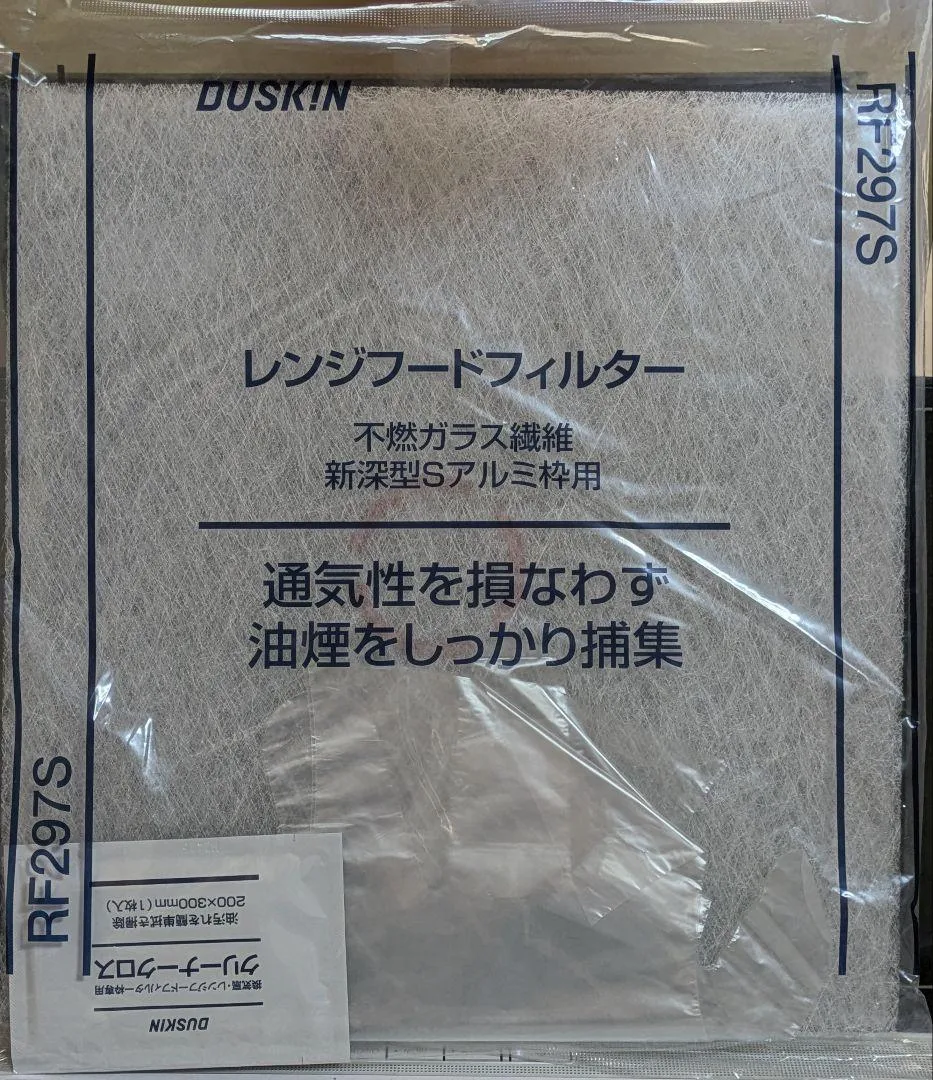 DUSKIN
RF297S
レンジフードフィルター
不燃ガラス繊維
新深型Sアルミ枠用
通気性を損なわず
油煙をしっかり捕集
RF297S
DUSKIN
換気扇・レンジフードフィルター枠専用
クリーナークロス
油汚れを簡単拭き掃除
200×300mm(1枚入)